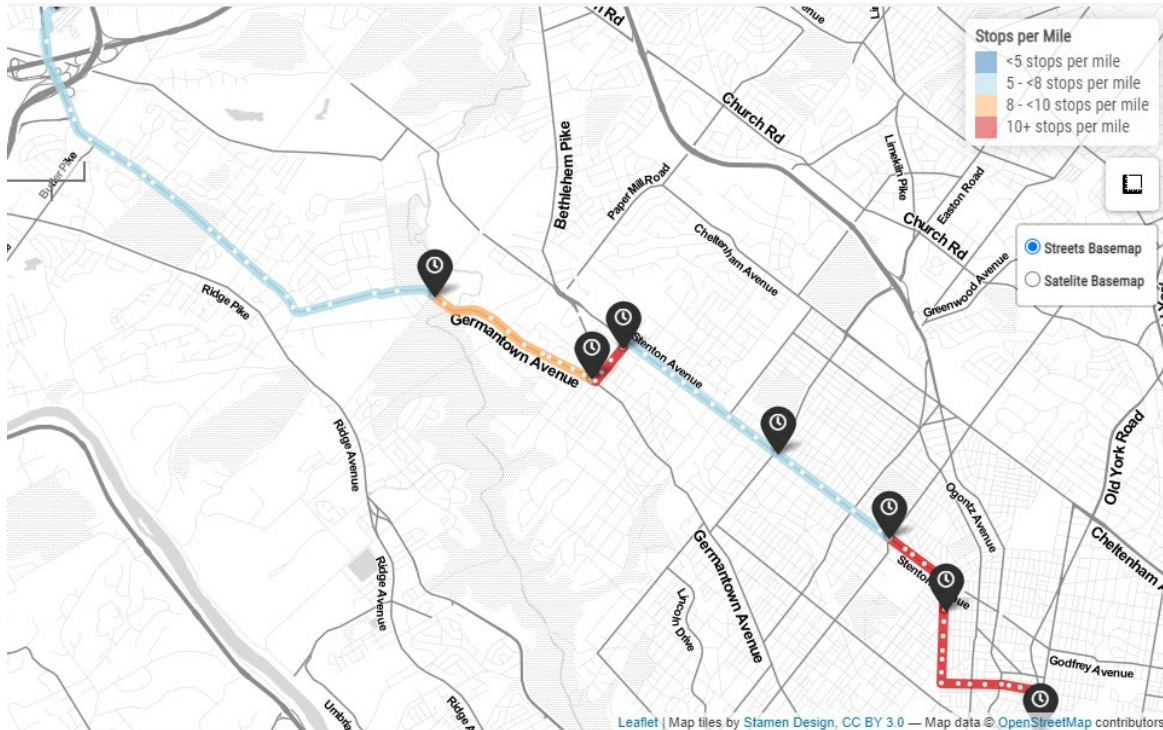 Church Rd
Stops per Mile
<5 stops per mile
5 - <8 stops per mile
8 - <10 stops per mile
10+ stops per mile
Church Rd
Bethlehem Pike
Butler Pike
Limekiln Pike
Paper Mill Road
Easton Road
Cheltenham Avenue
Church Rd
Streets Basemap
Satelite Basemap
Greenwood Avenue
Ridge Pike
Germantown Avenue
Stenton Avenue
Ridge Avenue
Old York Road
Ogontz Avenue
Cheltenham A
Germantown Avenue
Ridge Avenue
Lincoln Drive
Godfrey Avenue
Ridge A
Leaflet | Map tiles by Stamen Design, CC BY 3.0 — Map data © OpenStreetMap contributors